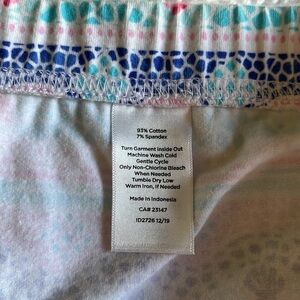 93% Cotton
7% Spandex
Turn Garment Inside Out
Machine Wash Cold
Gentle Cycle
Only Non-Chlorine Bleach
When Needed
Tumble Dry Low
Warm Iron, If Needed
Made In Indonesia
CA# 23147
ID2726 12/19